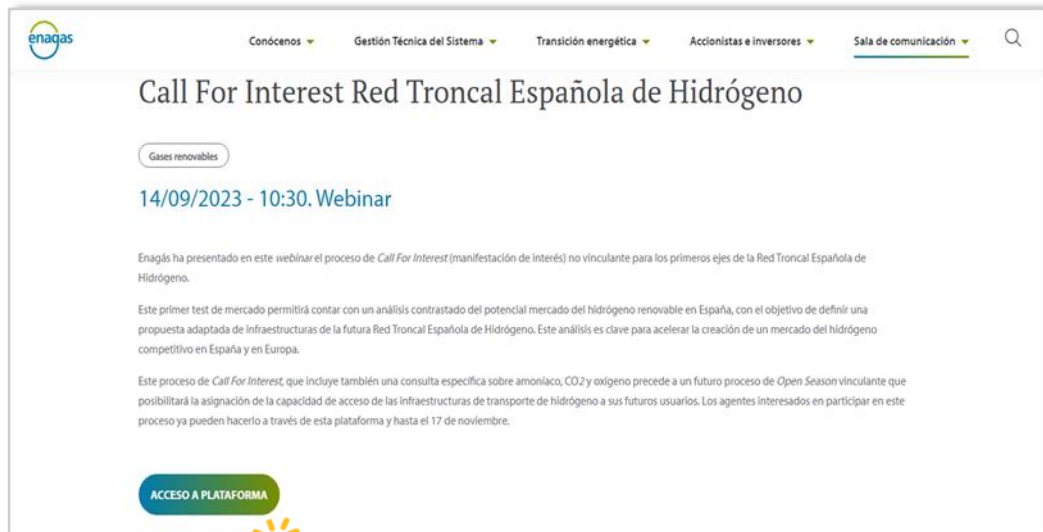 enagas
Conócenos
Gestión Técnica del Sistema
Transición energética
Accionistas e inversores
Sala de comunicación
Call For Interest Red Troncal Española de Hidrógeno
Gases renovables
14/09/2023 - 10:30. Webinar
Enagás ha presentado en este webinar el proceso de Call For Interest (manifestación de interés) no vinculante para los primeros ejes de la Red Troncal Española de
Hidrógeno.
Este primer test de mercado permitirá contar con un análisis contrastado del potencial mercado del hidrógeno renovable en España, con el objetivo de definir una
propuesta adaptada de infraestructuras de la futura Red Troncal Española de Hidrógeno. Este análisis es clave para acelerar la creación de un mercado del hidrógeno
competitivo en España y en Europa.
Este proceso de Call For Interest, que incluye también una consulta específica sobre amoníaco, CO2 y oxígeno precede a un futuro proceso de Open Season vinculante que
posibilitará la asignación de la capacidad de acceso de las infraestructuras de transporte de hidrógeno a sus futuros usuarios. Los agentes interesados en participar en este
proceso ya pueden hacerlo a través de esta plataforma y hasta el 17 de noviembre.
ACCESO A PLATAFORMA